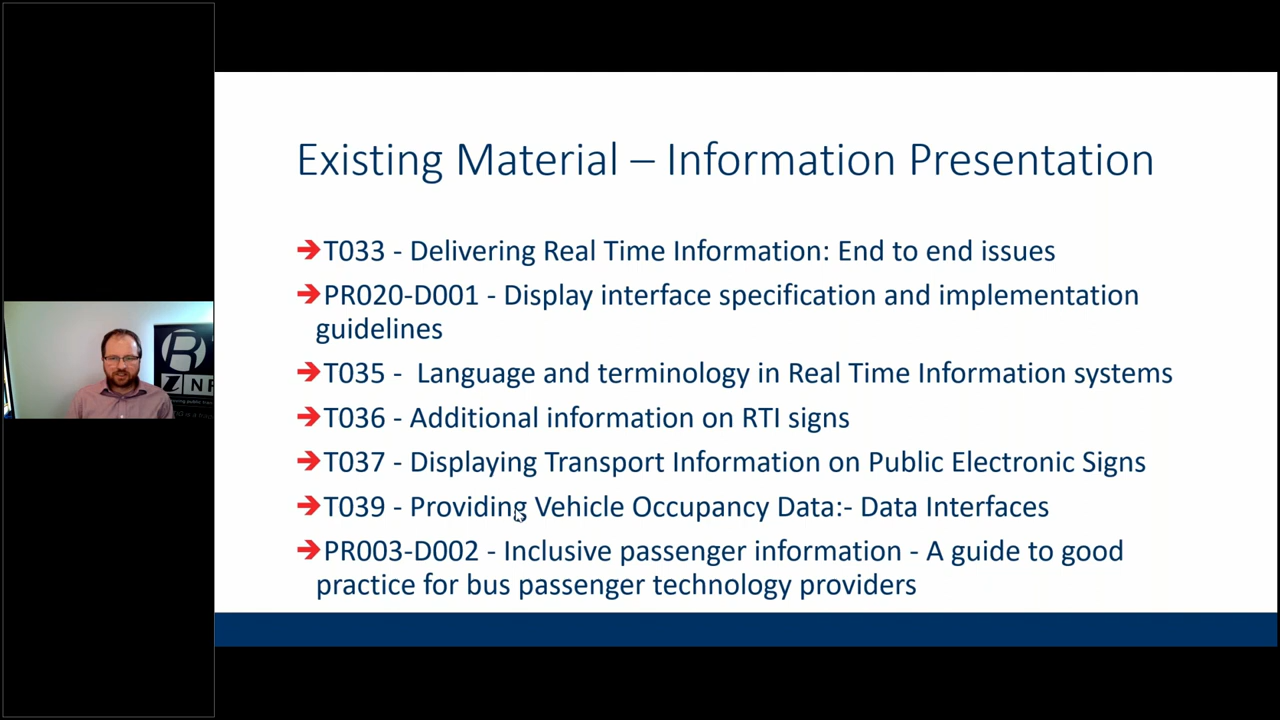 Existing Material – Information Presentation
➔T033 - Delivering Real Time Information: End to end issues
➔PR020-D001 - Display interface specification and implementation
guidelines
➔T035 -  Language and terminology in Real Time Information systems
➔T036 - Additional information on RTI signs
➔T037 - Displaying Transport Information on Public Electronic Signs
➔T039 - Providing Vehicle Occupancy Data:- Data Interfaces
➔PR003-D002 - Inclusive passenger information - A guide to good
practice for bus passenger technology providers